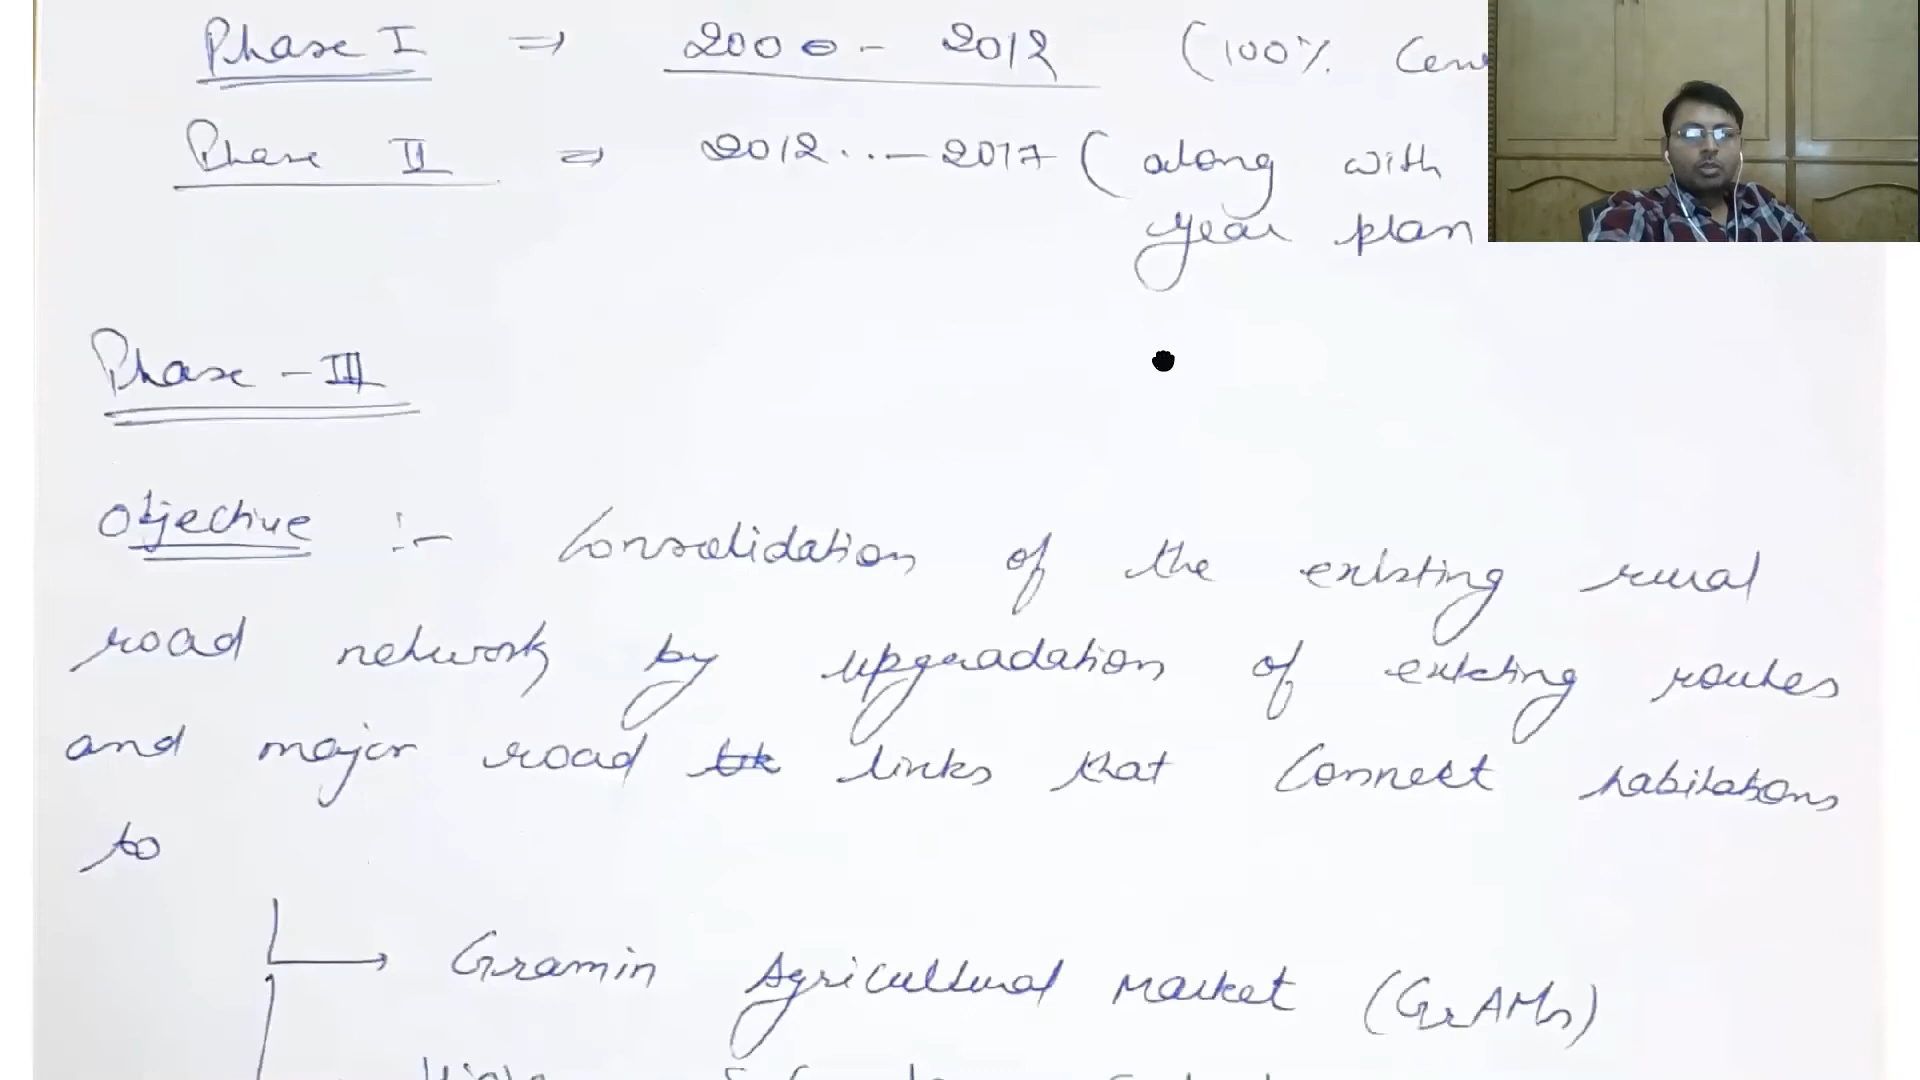 Phase I ⇒ 2000 - 2012 (100% Cen
Phase II ⇒ 2012...-2017 (along with
year plan
Phase - III
Objective :- Consolidation of the existing rural
road network by upgradation of existing routes
and major road links that connect habitations
to
→ Gramin Agricultural Market (GrAMs)